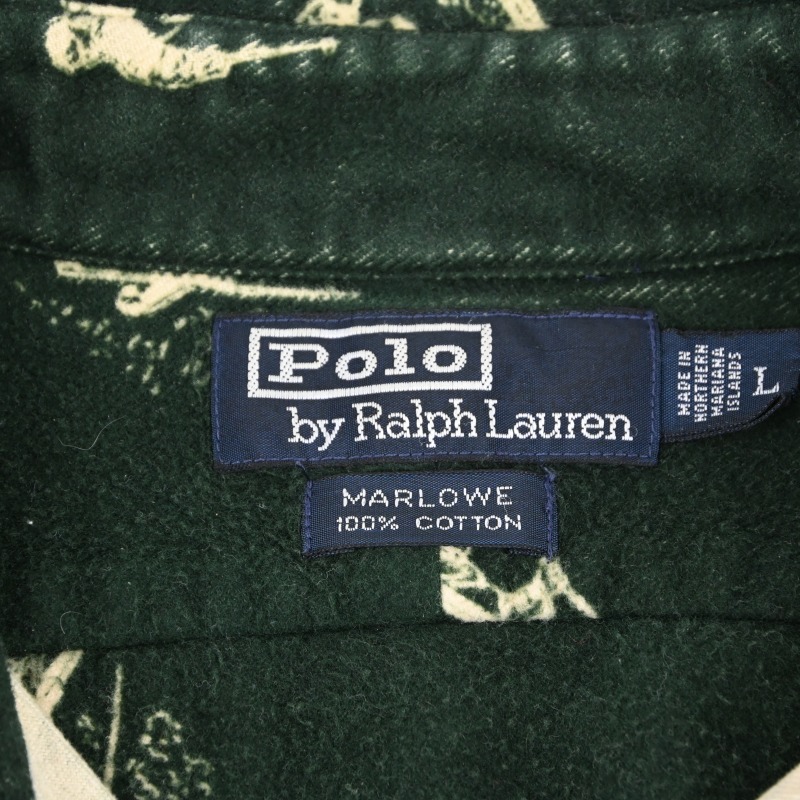 Polo
by Ralph Lauren
MADE IN
NORTHERN
MARIANA
ISLANDS
L
MARLOWE
100% COTTON